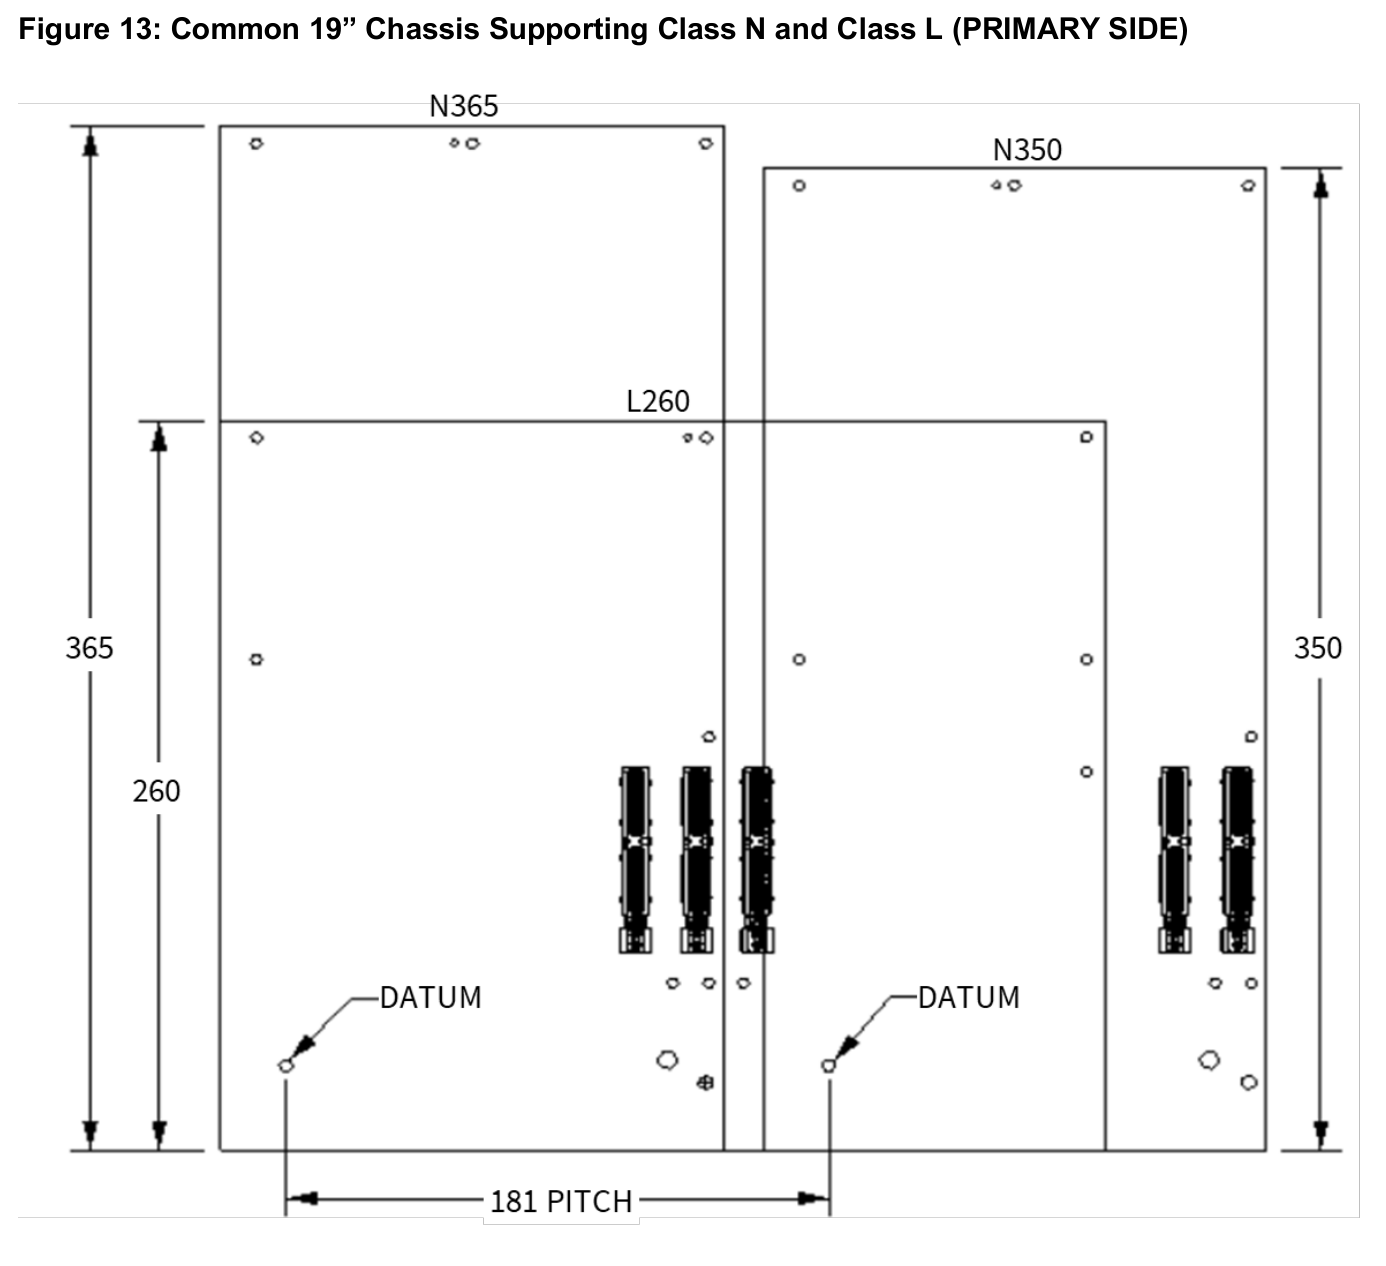 Figure 13: Common 19” Chassis Supporting Class N and Class L (PRIMARY SIDE)
N365
N350
L260
365
350
260
DATUM
DATUM
181 PITCH